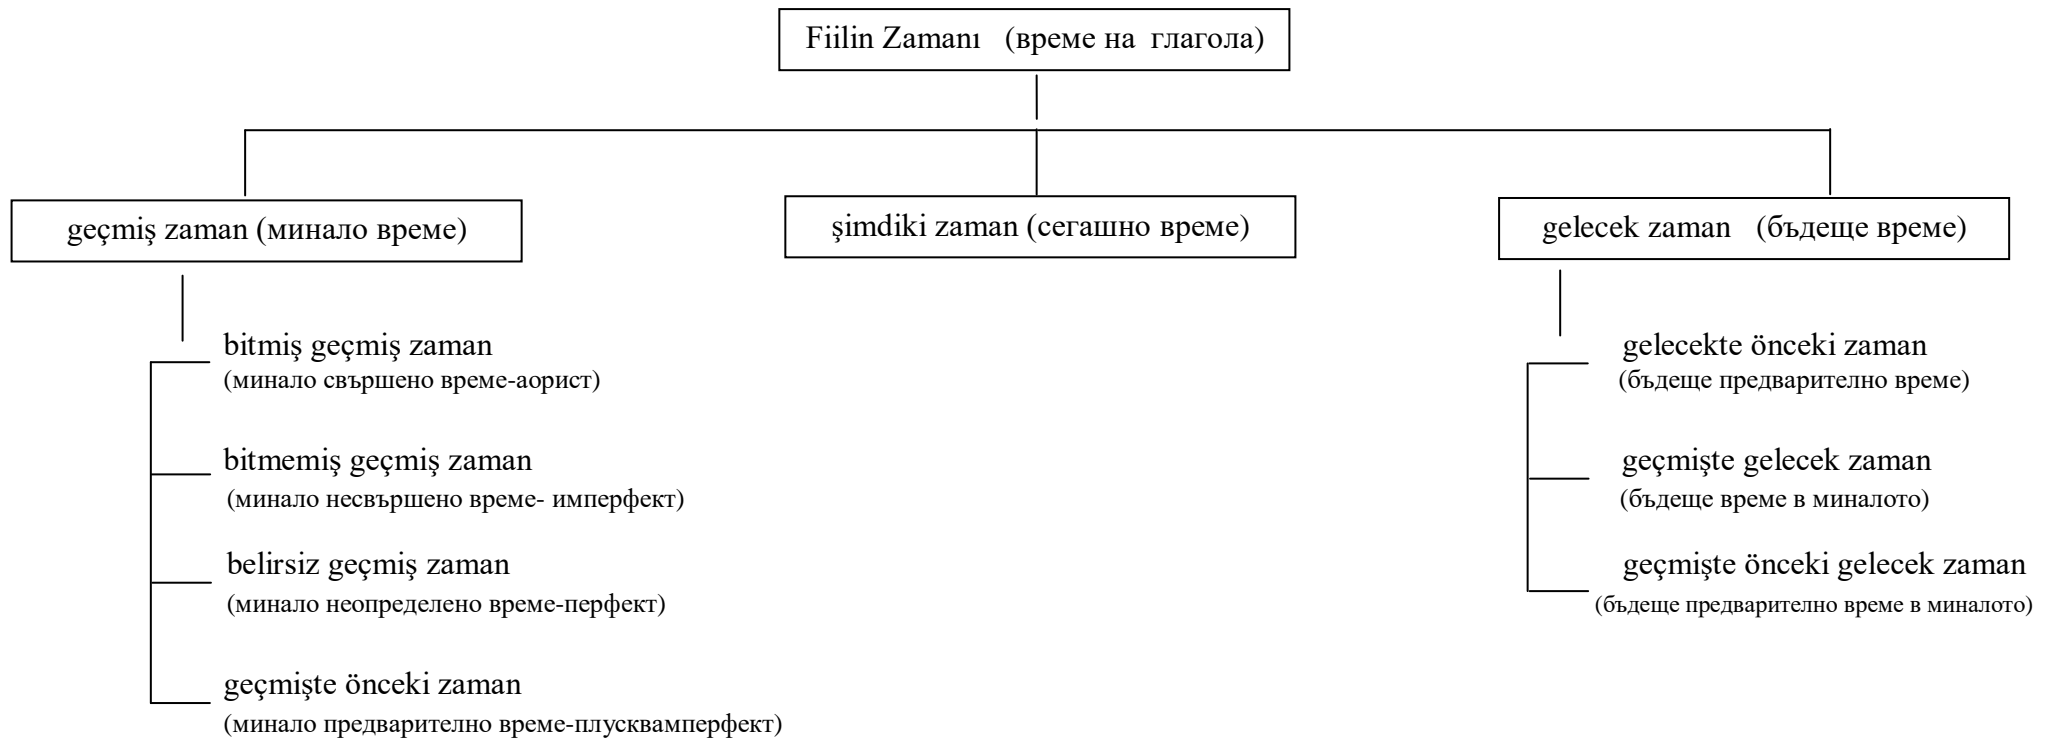 Fiilin Zamanı (време на глагола)
geçmiş zaman (минало време)
şimdiki zaman (сегашно време)
gelecek zaman (бъдеще време)
bitmiş geçmiş zaman
(минало свършено време-аорист)
bitmemiş geçmiş zaman
(минало несвършено време- имперфект)
belirsiz geçmiş zaman
(минало неопределено време-перфект)
geçmişte önceki zaman
(минало предварително време-плусквамперфект)
gelecekte önceki zaman
(бъдеще предварително време)
geçmişte gelecek zaman
(бъдеще време в миналото)
geçmişte önceki gelecek zaman
(бъдеще предварително време в миналото)